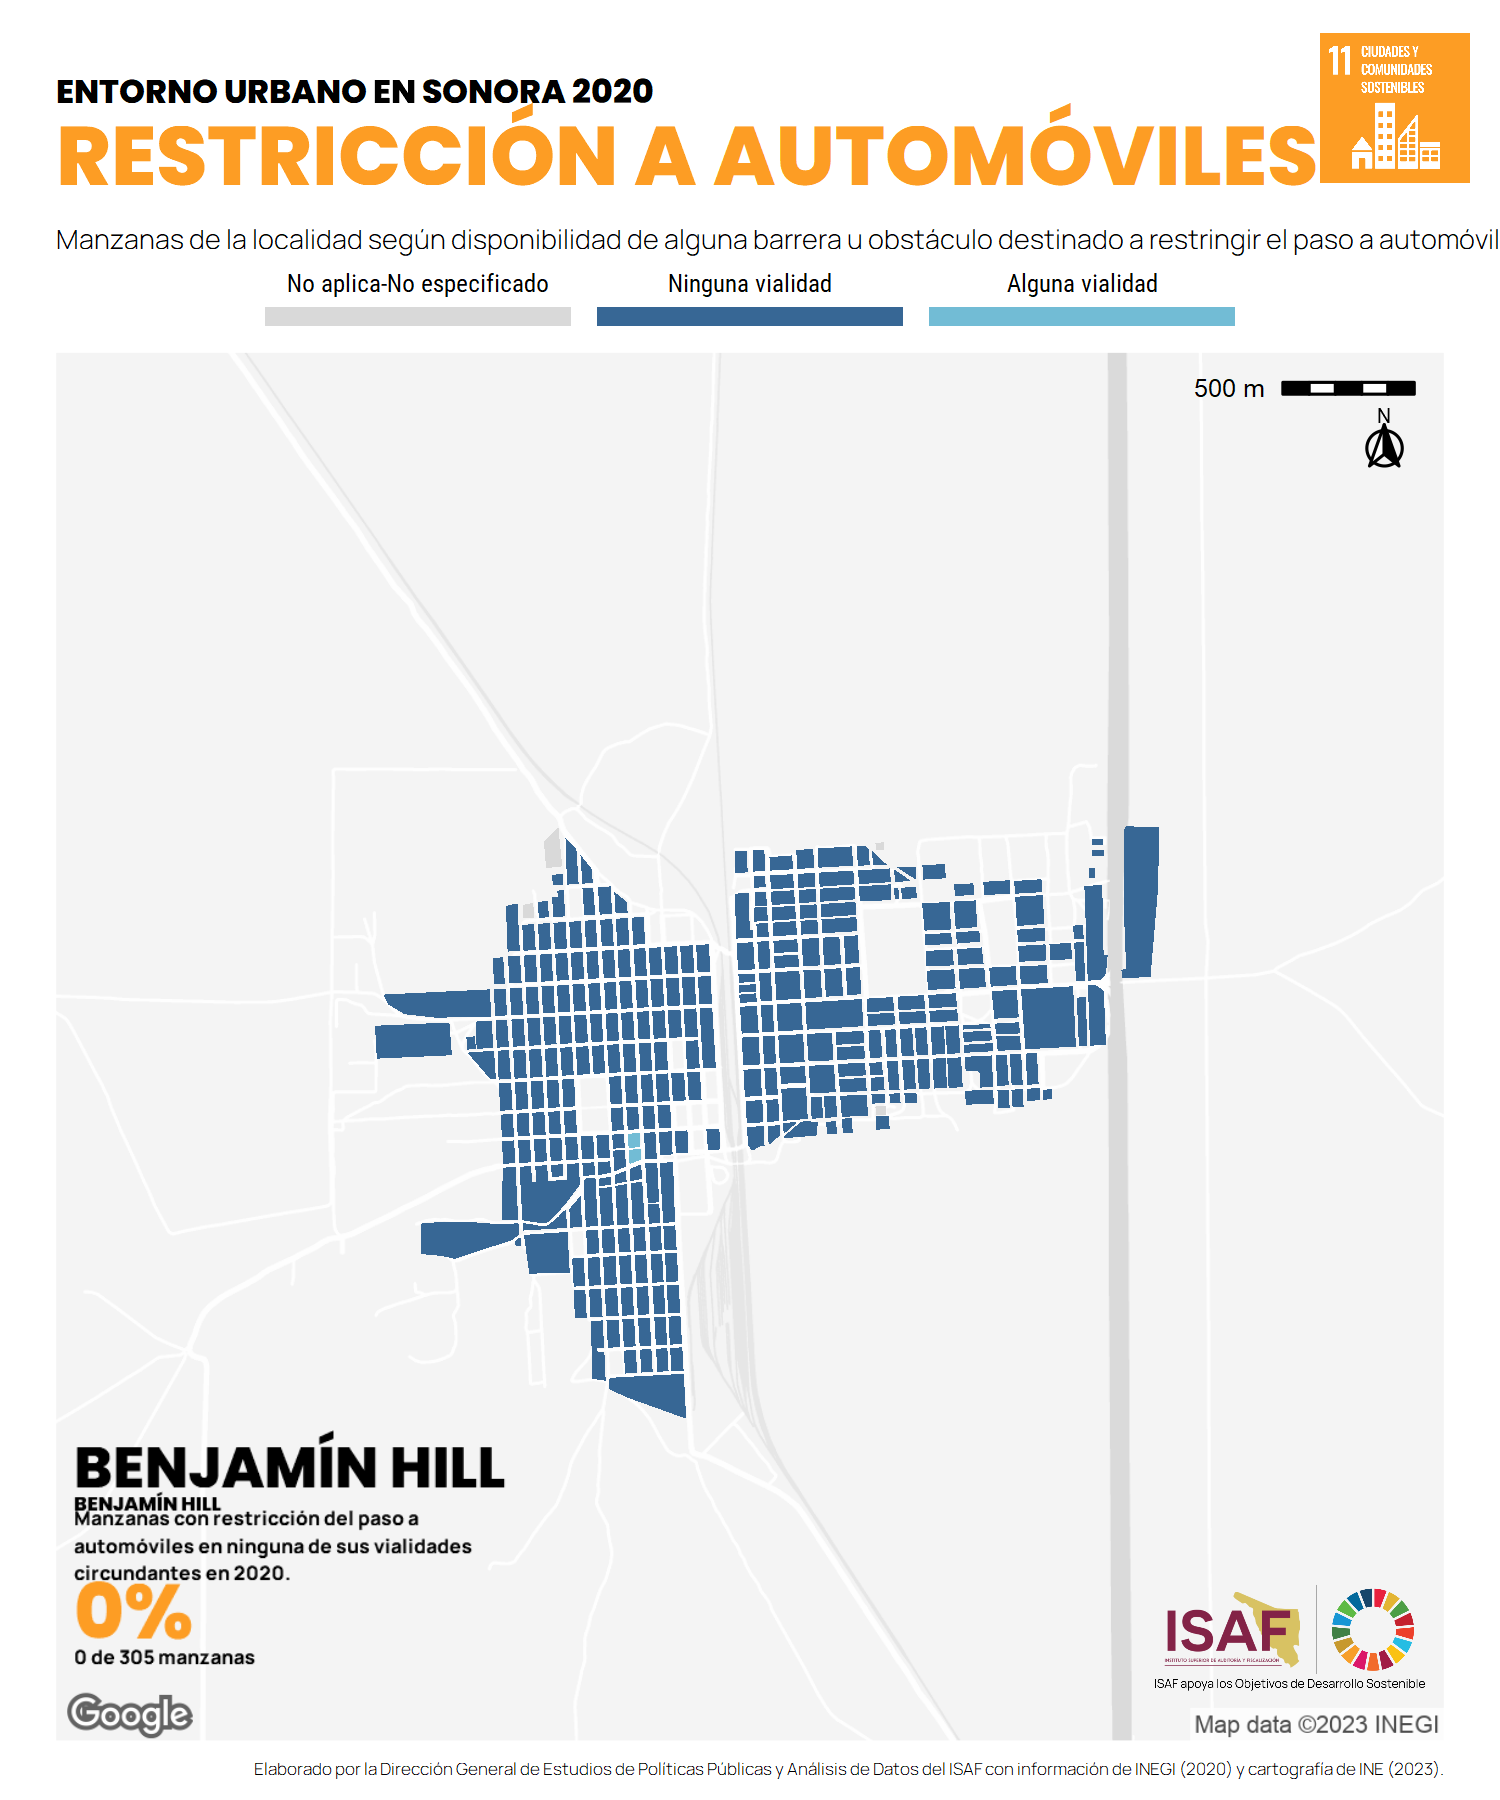 ENTORNO URBANO EN SONORA 2020
RESTRICCIÓN A AUTOMÓVILES
11 CIUDADES Y
COMUNIDADES
SOSTENIBLES
Manzanas de la localidad según disponibilidad de alguna barrera u obstáculo destinado a restringir el paso a automóvil
No aplica-No especificado
Ninguna vialidad
Alguna vialidad
500 m
N
BENJAMÍN HILL
BENJAMÍN HILL
Manzanas con restricción del paso a
automóviles en ninguna de sus vialidades
circundantes en 2020.
0%
0 de 305 manzanas
Google
ISAF
INSTITUTO SUPERIOR DE AUDITORÍA Y FISCALIZACIÓN
ISAF apoya los Objetivos de Desarrollo Sostenible
Map data ©2023 INEGI
Elaborado por la Dirección General de Estudios de Políticas Públicas y Análisis de Datos del ISAF con información de INEGI (2020) y cartografía de INE (2023).